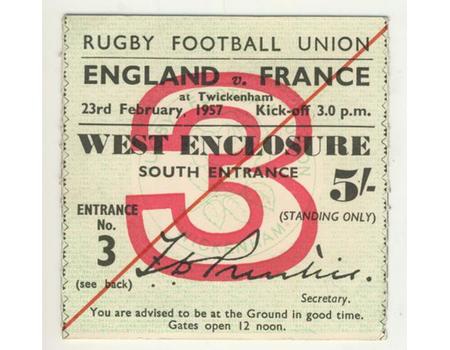 RUGBY FOOTBALL UNION
ENGLAND v. FRANCE
at Twickenham
23rd February, 1957 Kick-off 3.0 p.m.
WEST ENCLOSURE
SOUTH ENTRANCE
5/-
(STANDING ONLY)
ENTRANCE
No.
3
3
(see back)
Secretary.
You are advised to be at the Ground in good time.
Gates open 12 noon.